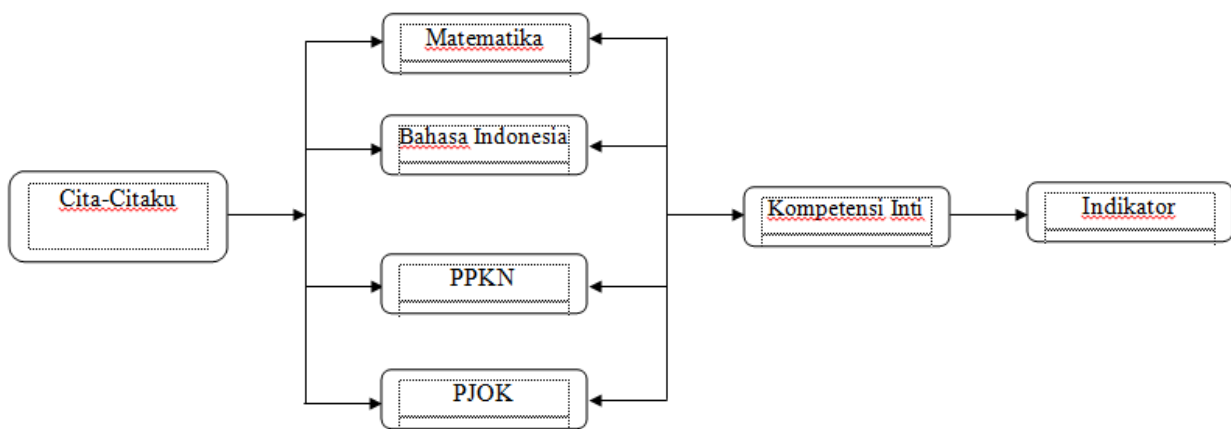 Matematika
Bahasa Indonesia
Cita-Citaku
Kompetensi Inti
Indikator
PPKN
PJOK